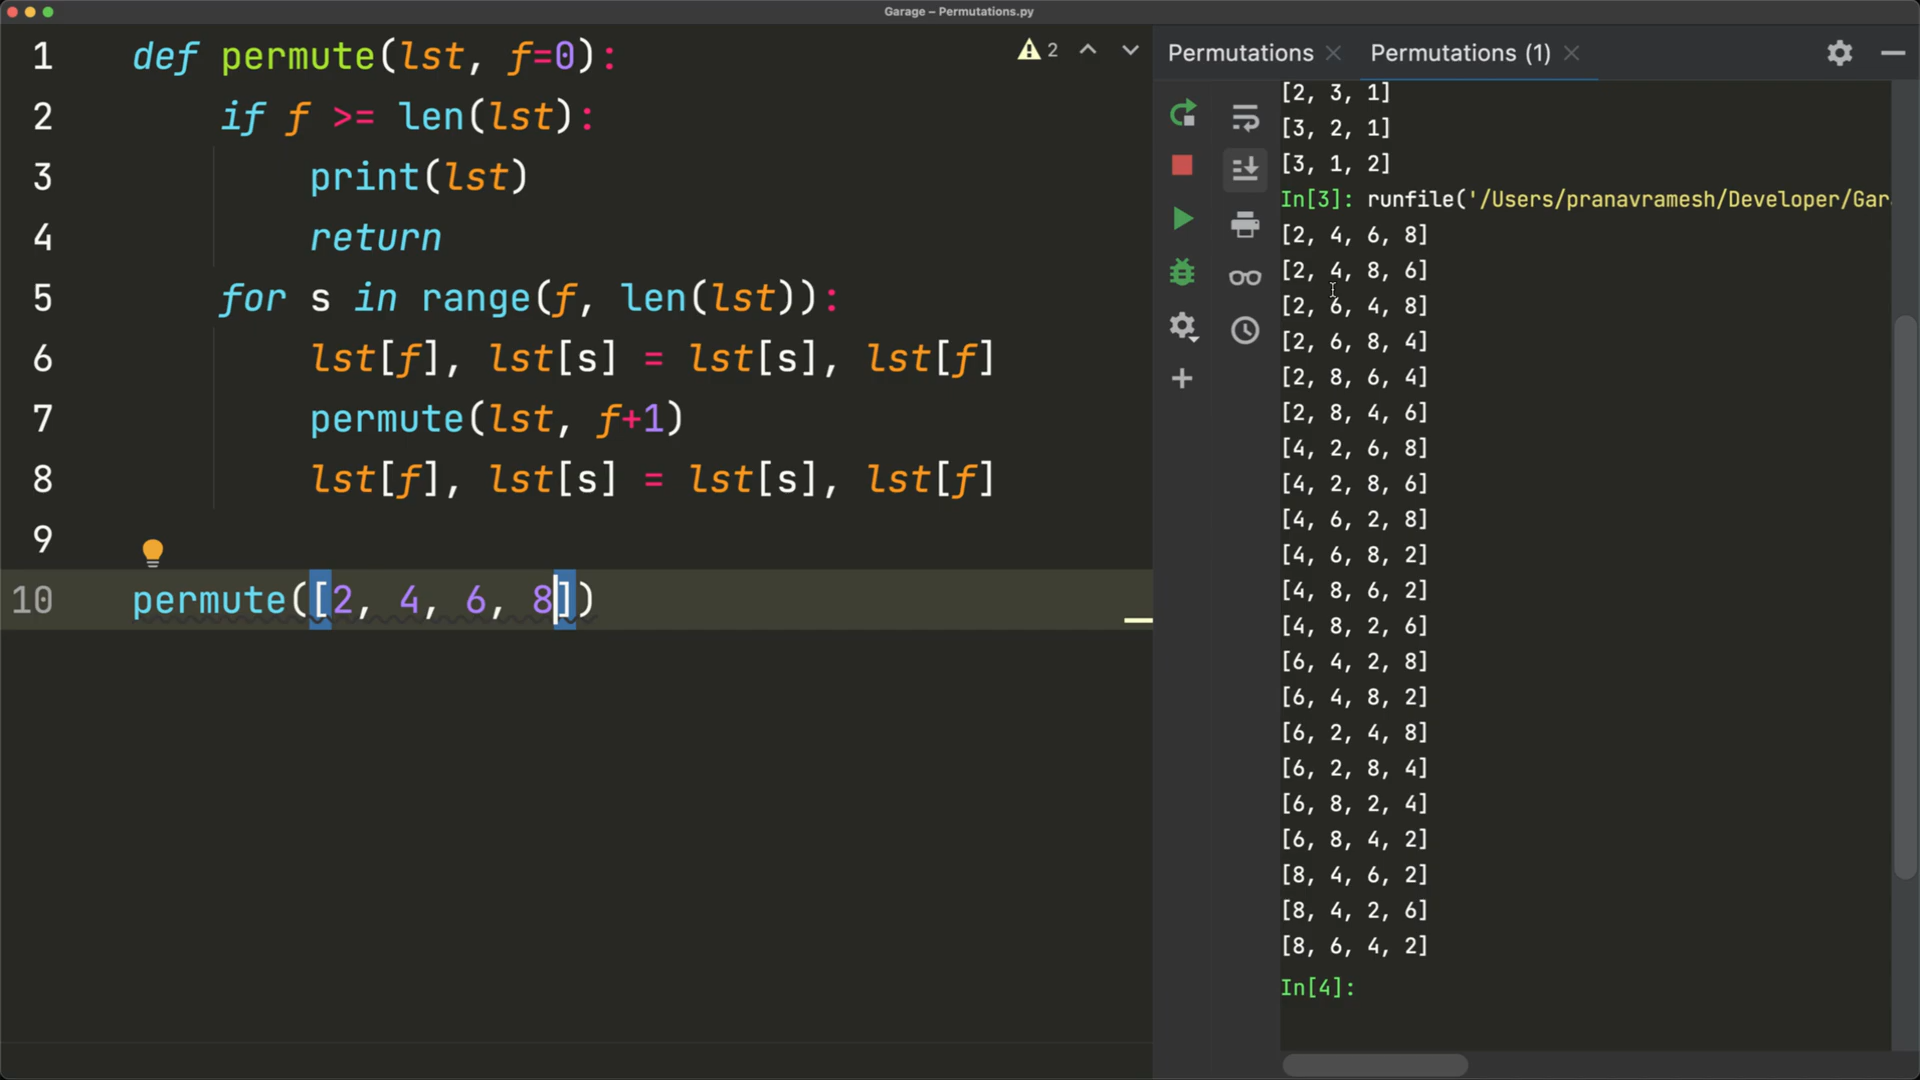 Garage – Permutations.py
1 def permute(lst, f=0):
2 if f >= len(lst):
3 print(lst)
4 return
5 for s in range(f, len(lst)):
6 lst[f], lst[s] = lst[s], lst[f]
7 permute(lst, f+1)
8 lst[f], lst[s] = lst[s], lst[f]
9
10 permute([2, 4, 6, 8])
2
Permutations
Permutations (1)
[2, 3, 1]
[3, 2, 1]
[3, 1, 2]
In[3]: runfile('/Users/pranavramesh/Developer/Gar
[2, 4, 6, 8]
[2, 4, 8, 6]
[2, 6, 4, 8]
[2, 6, 8, 4]
[2, 8, 6, 4]
[2, 8, 4, 6]
[4, 2, 6, 8]
[4, 2, 8, 6]
[4, 6, 2, 8]
[4, 6, 8, 2]
[4, 8, 6, 2]
[4, 8, 2, 6]
[6, 4, 2, 8]
[6, 4, 8, 2]
[6, 2, 4, 8]
[6, 2, 8, 4]
[6, 8, 2, 4]
[6, 8, 4, 2]
[8, 4, 6, 2]
[8, 4, 2, 6]
[8, 6, 4, 2]
In[4]: